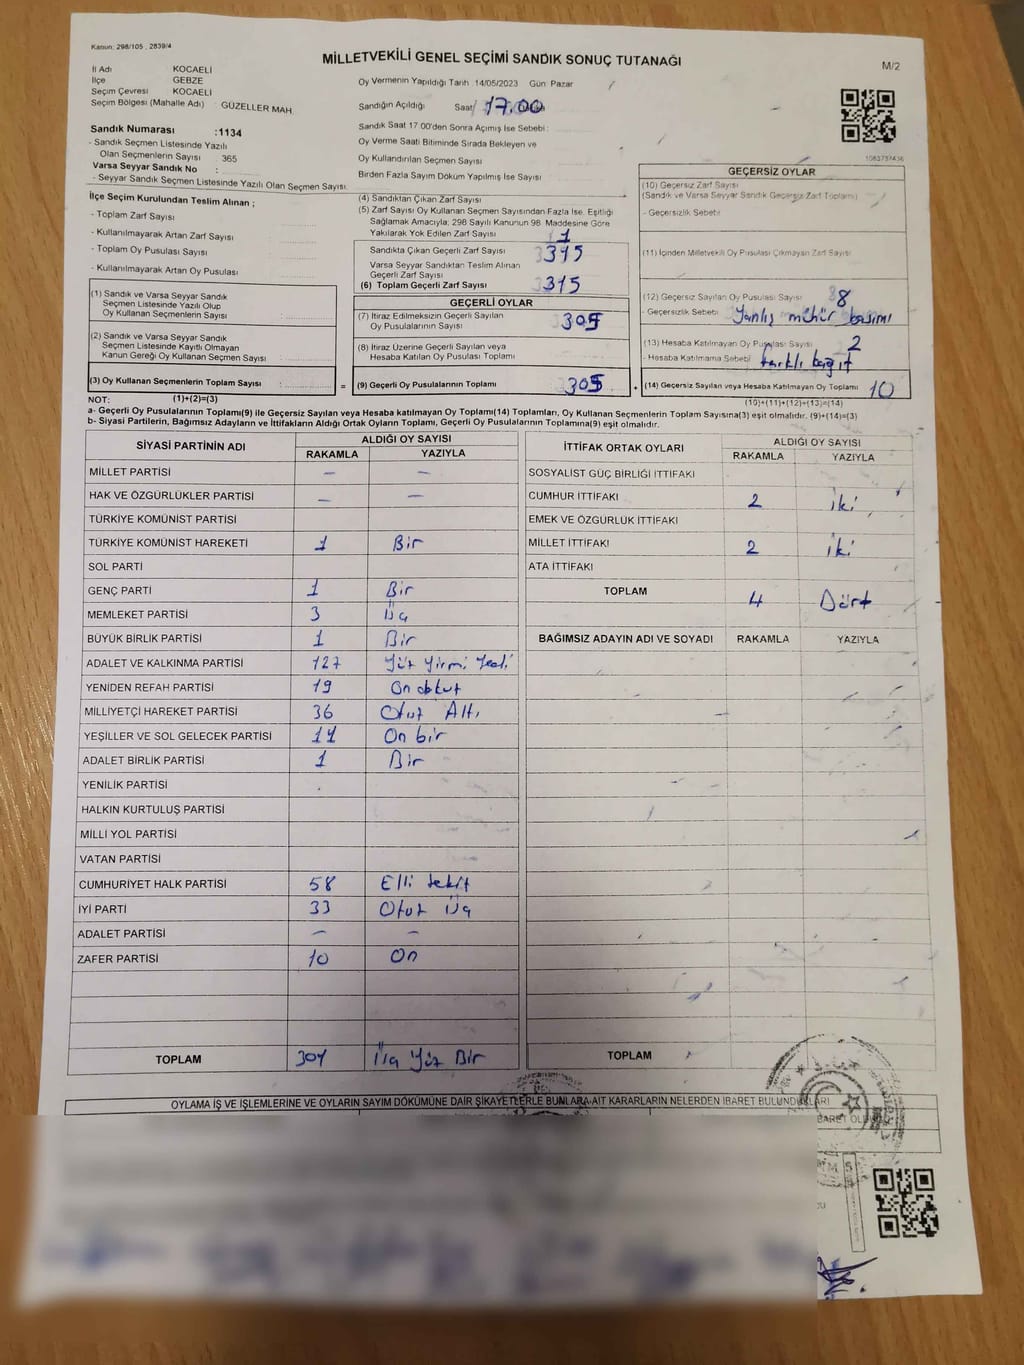 Kanun: 298/105 , 2839/4
MİLLETVEKİLİ GENEL SEÇİMİ SANDIK SONUÇ TUTANAĞI
M/2
İl Adı KOCAELİ
İlçe GEBZE
Seçim Çevresi KOCAELİ
Seçim Bölgesi (Mahalle Adı) : GÜZELLER MAH.
Sandık Numarası :1134
- Sandık Seçmen Listesinde Yazılı
Olan Seçmenlerin Sayısı : 365
Varsa Seyyar Sandık No :
- Seyyar Sandık Seçmen Listesinde Yazılı Olan Seçmen Sayısı
İlçe Seçim Kurulundan Teslim Alınan ;
- Toplam Zarf Sayısı
- Kullanılmayarak Artan Zarf Sayısı
- Toplam Oy Pusulası Sayısı
- Kullanılmayarak Artan Oy Pusulası
(1) Sandık ve Varsa Seyyar Sandık
Seçmen Listesinde Yazılı Olup
Oy Kullanan Seçmenlerin Sayısı :
(2) Sandık ve Varsa Seyyar Sandık
Seçmen Listesinde Kayıtlı Olmayan
Kanun Gereği Oy Kullanan Seçmen Sayısı :
(3) Oy Kullanan Seçmenlerin Toplam Sayısı :
Oy Vermenin Yapıldığı Tarih 14/05/2023 Gün Pazar
Sandığın Açıldığı Saat 17.00
Sandık Saat 17.00'den Sonra Açımış İse Sebebi :
Oy Verme Saati Bitiminde Sırada Bekleyen ve
Oy Kullandırılan Seçmen Sayısı
Birden Fazla Sayım Döküm Yapılmış İse Sayısı
(4) Sandıktan Çıkan Zarf Sayısı
(5) Zarf Sayısı Oy Kullanan Seçmen Sayısından Fazla İse, Eşitliği
Sağlamak Amacıyla; 298 Sayılı Kanunun 98. Maddesine Göre
Yakılarak Yok Edilen Zarf Sayısı 1
Sandıkta Çıkan Geçerli Zarf Sayısı 315
Varsa Seyyar Sandıktan Teslim Alınan
Geçerli Zarf Sayısı
(6) Toplam Geçerli Zarf Sayısı 315
GEÇERLİ OYLAR
(7) İtiraz Edilmeksizin Geçerli Sayılan
Oy Pusulalarının Sayısı : 305
(8) İtiraz Üzerine Geçerli Sayılan veya
Hesaba Katılan Oy Pusulası Toplamı
= (9) Geçerli Oy Pusulalarının Toplamı 305
GEÇERSİZ OYLAR
(10) Geçersiz Zarf Sayısı
(Sandık ve Varsa Seyyar Sandık Geçersiz Zarf Toplamı)
- Geçersizlik Sebebi
(11) İçinden Milletvekili Oy Pusulası Çıkmayan Zarf Sayısı
(12) Geçersiz Sayılan Oy Pusulası Sayısı : 8
- Geçersizlik Sebebi Yanlış mühür basımı
(13) Hesaba Katılmayan Oy Pusulası Sayısı 2
- Hesaba Katılmama Sebebi farklı kağıt
+ (14) Geçersiz Sayılan veya Hesaba Katılmayan Oy Toplamı 10
NOT: (1)+(2)=(3)
(10)+(11)+(12)+(13)=(14)
a- Geçerli Oy Pusulalarının Toplamı(9) ile Geçersiz Sayılan veya Hesaba katılmayan Oy Toplamı(14) Toplamları, Oy Kullanan Seçmenlerin Toplam Sayısına(3) eşit olmalıdır. (9)+(14)=(3)
b- Siyasi Partilerin, Bağımsız Adayların ve İttifakların Aldığı Ortak Oyların Toplamı, Geçerli Oy Pusulalarının Toplamına(9) eşit olmalıdır.
SİYASİ PARTİNİN ADI ALDIĞI OY SAYISI
RAKAMLA YAZIYLA
MİLLET PARTİSİ – –
HAK VE ÖZGÜRLÜKLER PARTİSİ – –
TÜRKİYE KOMÜNİST PARTİSİ
TÜRKİYE KOMÜNİST HAREKETİ 1 Bir
SOL PARTİ
GENÇ PARTİ 1 Bir
MEMLEKET PARTİSİ 3 Üç
BÜYÜK BİRLİK PARTİSİ 1 Bir
ADALET VE KALKINMA PARTİSİ 127 Yüz Yirmi Yedi
YENİDEN REFAH PARTİSİ 19 On dokuz
MİLLİYETÇİ HAREKET PARTİSİ 36 Otuz Altı
YEŞİLLER VE SOL GELECEK PARTİSİ 11 On bir
ADALET BİRLİK PARTİSİ 1 Bir
YENİLİK PARTİSİ
HALKIN KURTULUŞ PARTİSİ
MİLLİ YOL PARTİSİ
VATAN PARTİSİ
CUMHURİYET HALK PARTİSİ 58 Elli sekiz
İYİ PARTİ 33 Otuz Üç
ADALET PARTİSİ – –
ZAFER PARTİSİ 10 On
TOPLAM 301 Üç Yüz Bir
İTTİFAK ORTAK OYLARI ALDIĞI OY SAYISI
RAKAMLA YAZIYLA
SOSYALİST GÜÇ BİRLİĞİ İTTİFAKI
CUMHUR İTTİFAKI 2 İki
EMEK VE ÖZGÜRLÜK İTTİFAKI
MİLLET İTTİFAKI 2 İki
ATA İTTİFAKI
TOPLAM 4 Dört
BAĞIMSIZ ADAYIN ADI VE SOYADI RAKAMLA YAZIYLA
TOPLAM
OYLAMA İŞ VE İŞLEMLERİNE VE OYLARIN SAYIM DÖKÜMÜNE DAİR ŞİKAYETLERLE BUNLARA AİT KARARLARIN NELERDEN İBARET BULUNDUKLARI